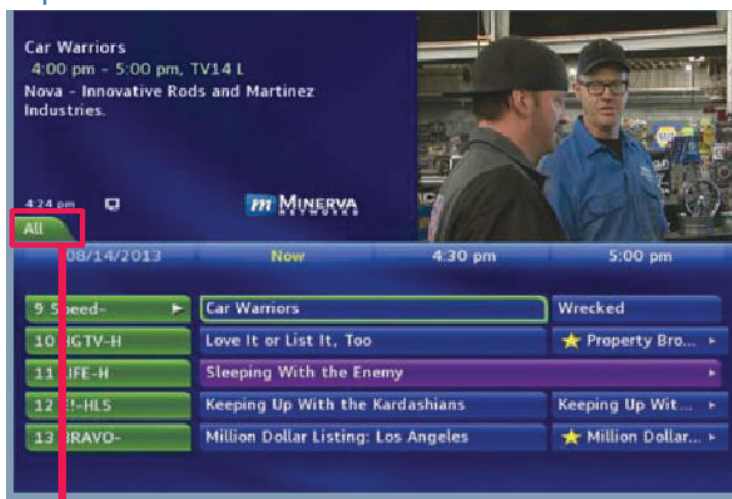 Car Warriors
4:00 pm - 5:00 pm, TV14 L
Nova - Innovative Rods and Martinez
Industries.
4:24 pm
m MINERVA
NETWORKS
All
08/14/2013 Now 4:30 pm 5:00 pm
9 Speed- Car Warriors Wrecked
10 HGTV-H Love It or List It, Too Property Bro...
11 LIFE-H Sleeping With the Enemy
12 E!-HLS Keeping Up With the Kardashians Keeping Up Wit...
13 BRAVO- Million Dollar Listing: Los Angeles Million Dollar...